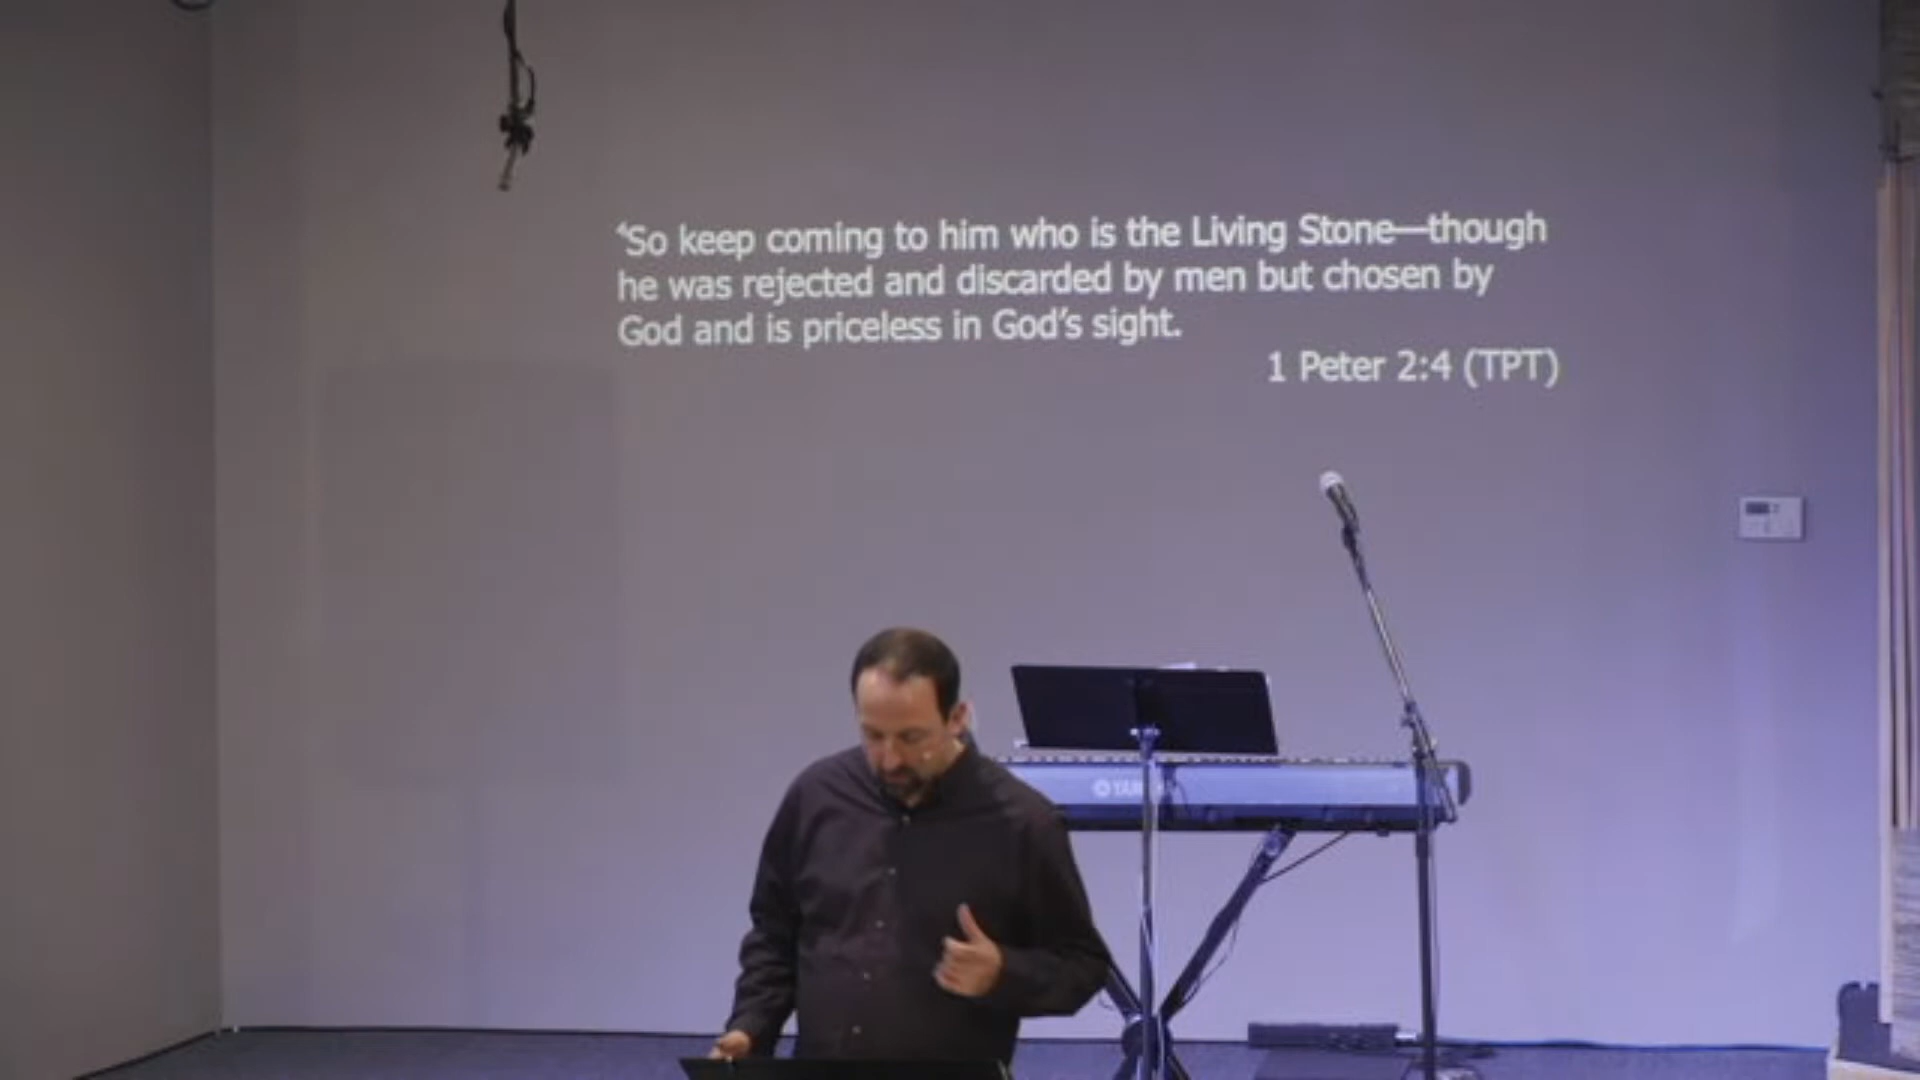 ⁴So keep coming to him who is the Living Stone—though
he was rejected and discarded by men but chosen by
God and is priceless in God's sight.
1 Peter 2:4 (TPT)